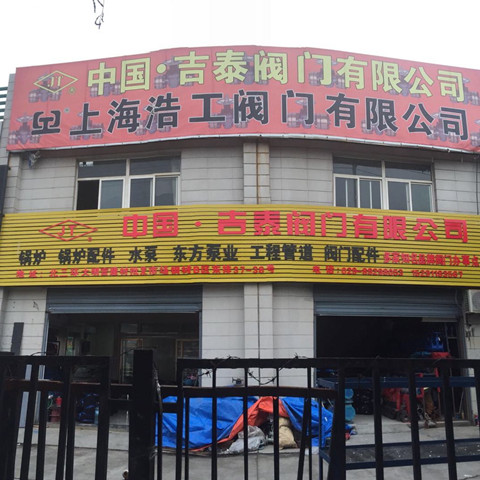 中国·吉泰阀门有限公司
上海浩工阀门有限公司
中国·吉泰阀门有限公司
锅炉 锅炉配件 水泵 东方泵业 工程管道 阀门配件